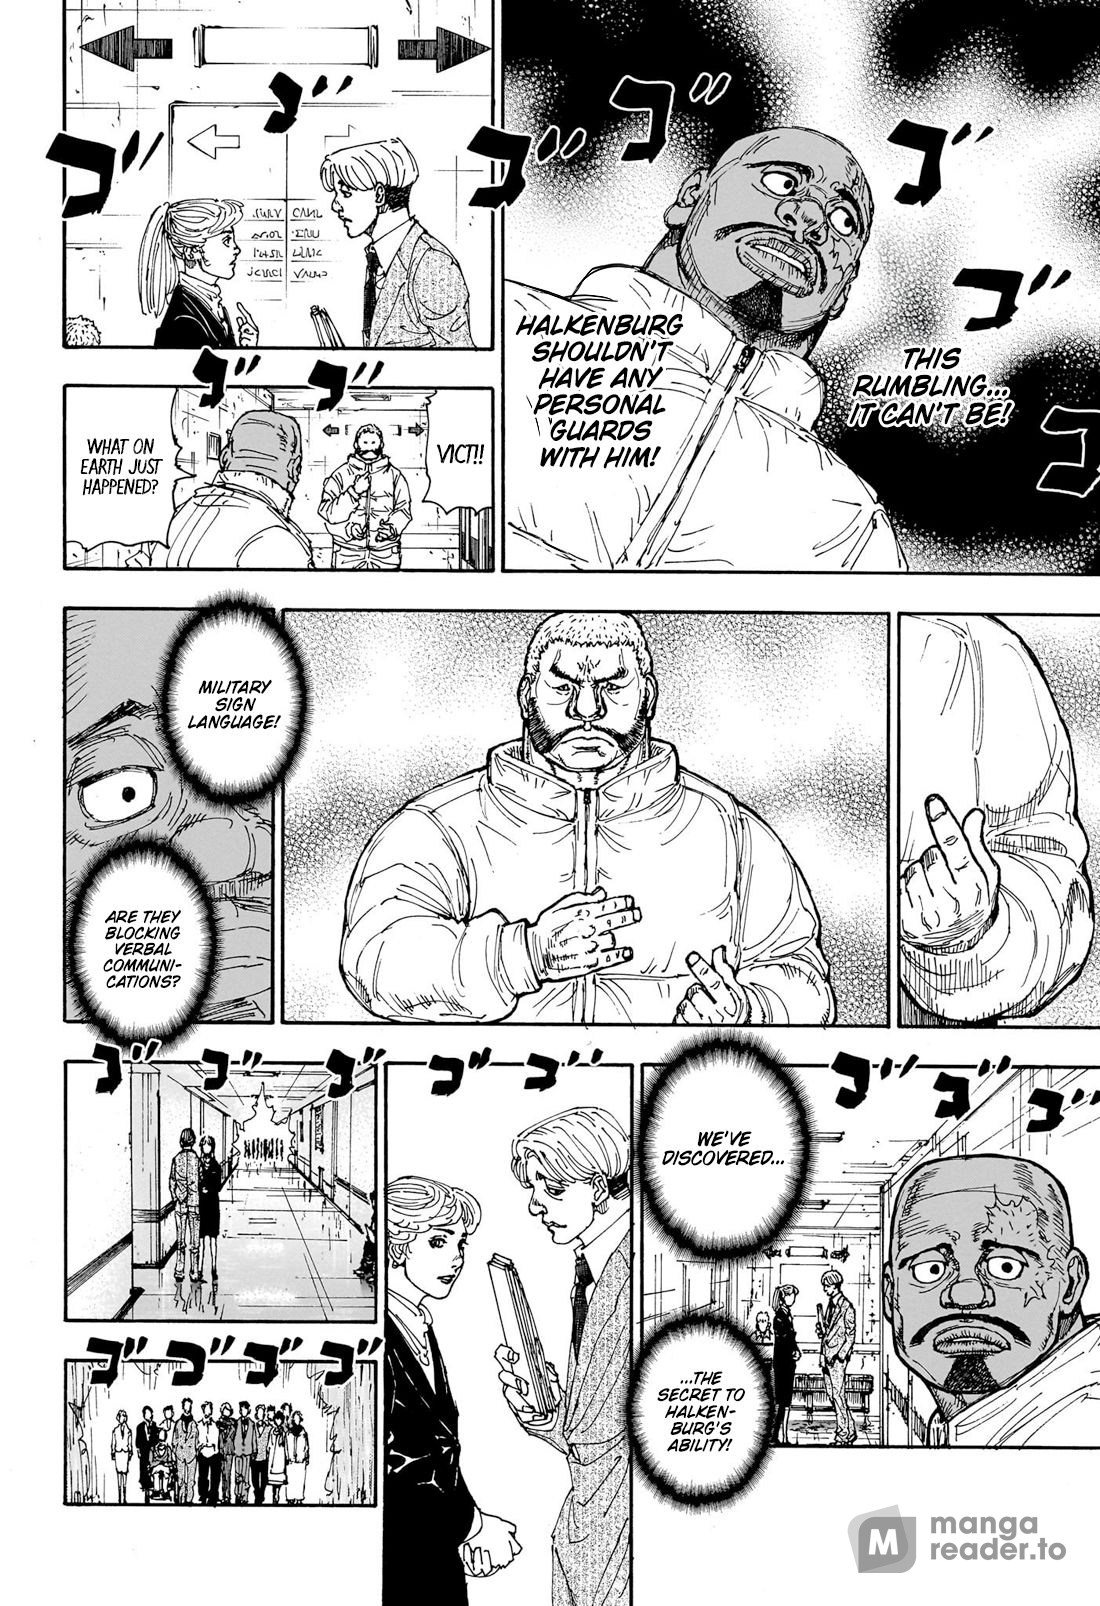 ゴ ゴ ゴ ゴ ゴ
THIS
RUMBLING...
IT CAN'T BE!
HALKENBURG
SHOULDN'T
HAVE ANY
PERSONAL
GUARDS
WITH HIM!
ゴ ゴ ゴ
ゴ ゴ
VICT!!
WHAT ON
EARTH JUST
HAPPENED?
MILITARY
SIGN
LANGUAGE!
ARE THEY
BLOCKING
VERBAL
COMMUNI-
CATIONS?
ゴ ゴ ゴ
WE'VE
DISCOVERED...
...THE
SECRET TO
HALKEN-
BURG'S
ABILITY!
ゴ ゴ
ゴ ゴ ゴ
ゴ ゴ ゴ ゴ
M manga
reader.to